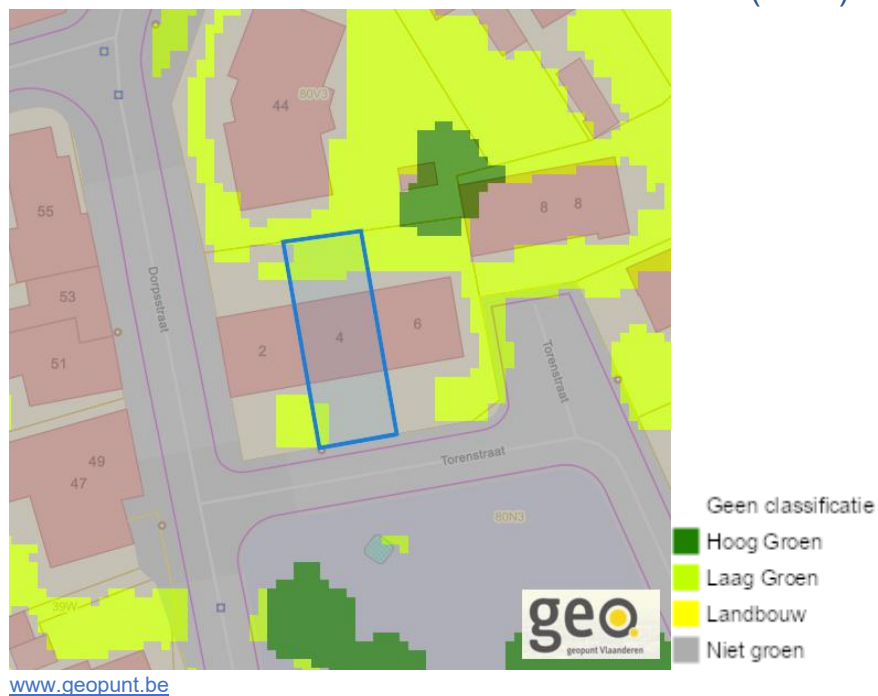 44
80V3
55
8 8
53
Dorpsstraat
4
6
2
51
Torenstraat
49
47
Torenstraat
80N3
39W
Geen classificatie
Hoog Groen
Laag Groen
Landbouw
Niet groen
geo
geopunt Vlaanderen
www.geopunt.be